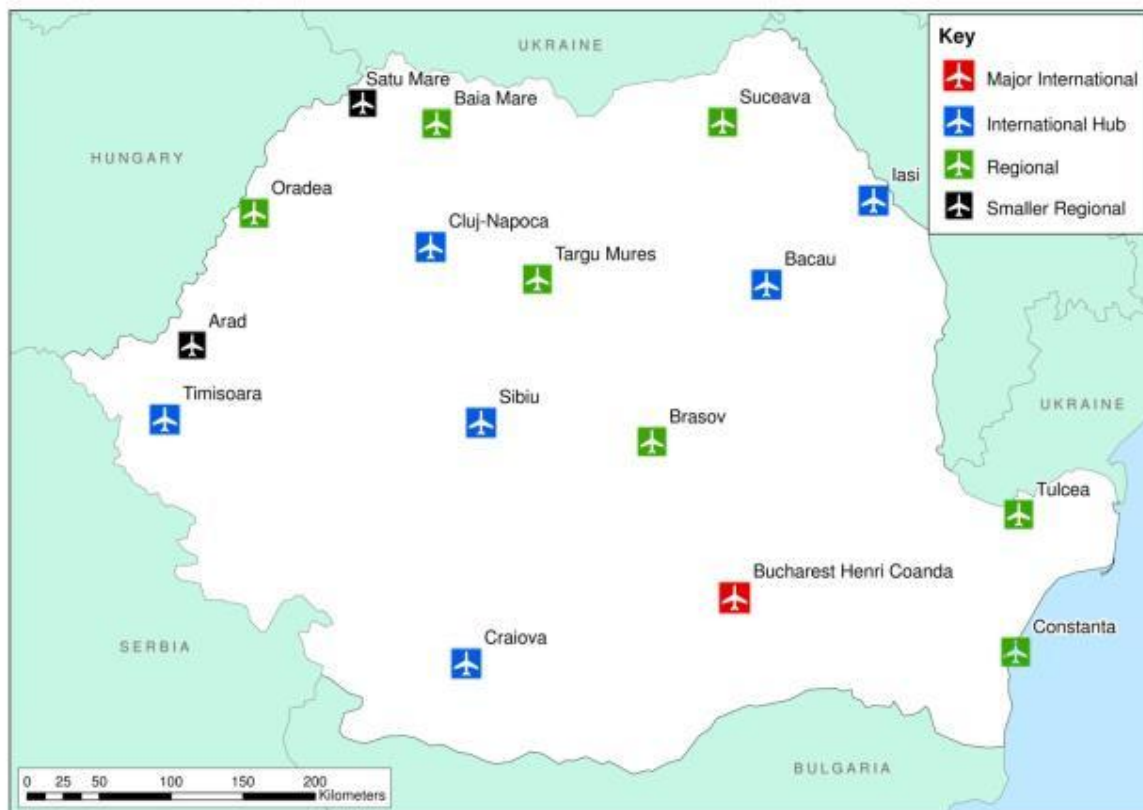 UKRAINE
Key
Satu Mare
Major International
Baia Mare
Suceava
International Hub
HUNGARY
Iasi
Regional
Oradea
Smaller Regional
Cluj-Napoca
Targu Mures
Bacau
Arad
Timisoara
Sibiu
Brasov
UKRAINE
Tulcea
Bucharest Henri Coanda
Constanta
Craiova
SERBIA
BULGARIA
0 25 50 100 150 200
Kilometers